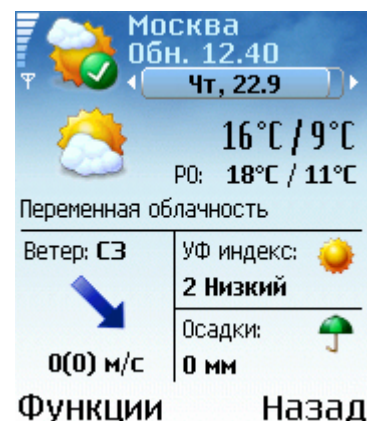 Москва
Обн. 12.40
Чт, 22.9
16°C / 9°C
РО: 18°C / 11°C
Переменная облачность
Ветер: СЗ
0(0) м/с
УФ индекс:
2 Низкий
Осадки:
0 мм
Функции Назад